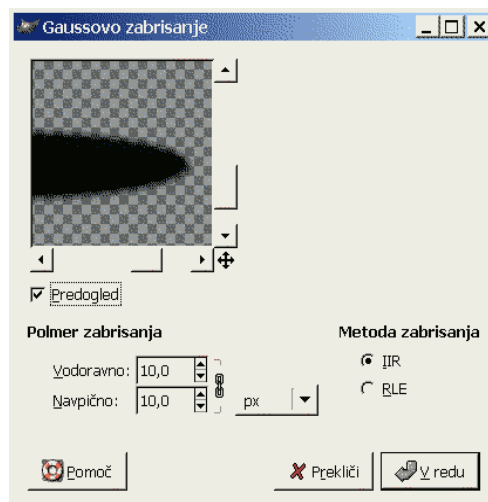 Gaussovo zabrisanje
Predogled
Polmer zabrisanja
Metoda zabrisanja
Vodoravno: 10,0
IIR
Navpično: 10,0
px
RLE
Pomoč
Prekliči
V redu